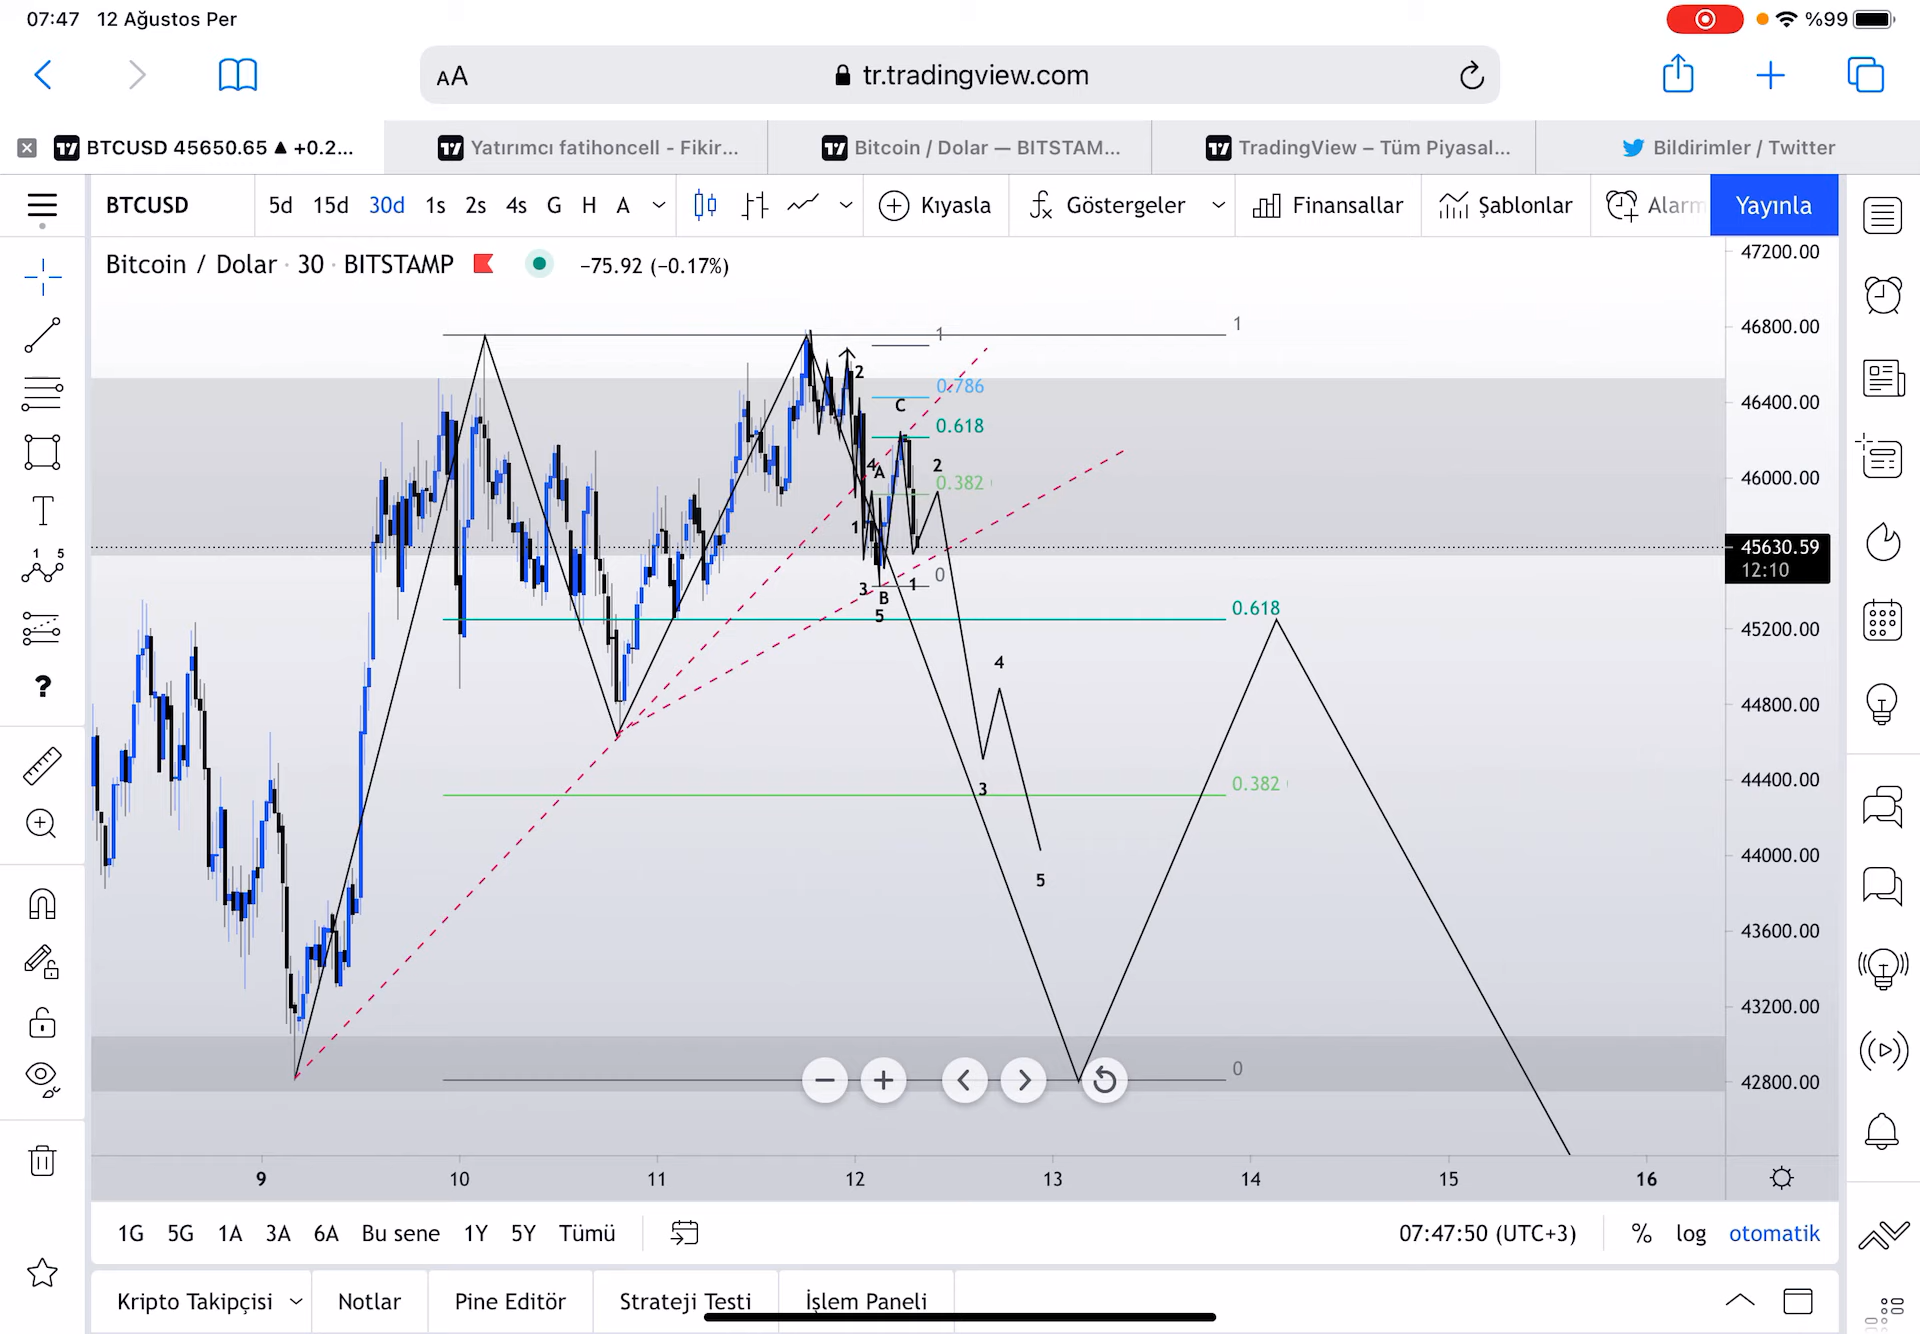 07:47 12 Ağustos Per
%99
AA
tr.tradingview.com
BTCUSD 45650.65 ▲ +0.2...
Yatırımcı fatihoncell - Fikir...
Bitcoin / Dolar — BITSTAM...
TradingView – Tüm Piyasal...
Bildirimler / Twitter
BTCUSD 5d 15d 30d 1s 2s 4s G H A
Kıyasla
Göstergeler
Finansallar
Şablonlar
Alarm
Yayınla
Bitcoin / Dolar · 30 · BITSTAMP
−75.92 (−0.17%)
47200.00
46800.00
46400.00
46000.00
45630.59
12:10
45200.00
44800.00
44400.00
44000.00
43600.00
43200.00
42800.00
1
1
2
0.786
C
0.618
4
A
2
0.382
1
0
3
B
1
5
0.618
4
3
0.382
5
0
9 10 11 12 13 14 15 16
1G 5G 1A 3A 6A Bu sene 1Y 5Y Tümü
07:47:50 (UTC+3) % log otomatik
Kripto Takipçisi
Notlar
Pine Editör
Strateji Testi
İşlem Paneli
1 5
T
?